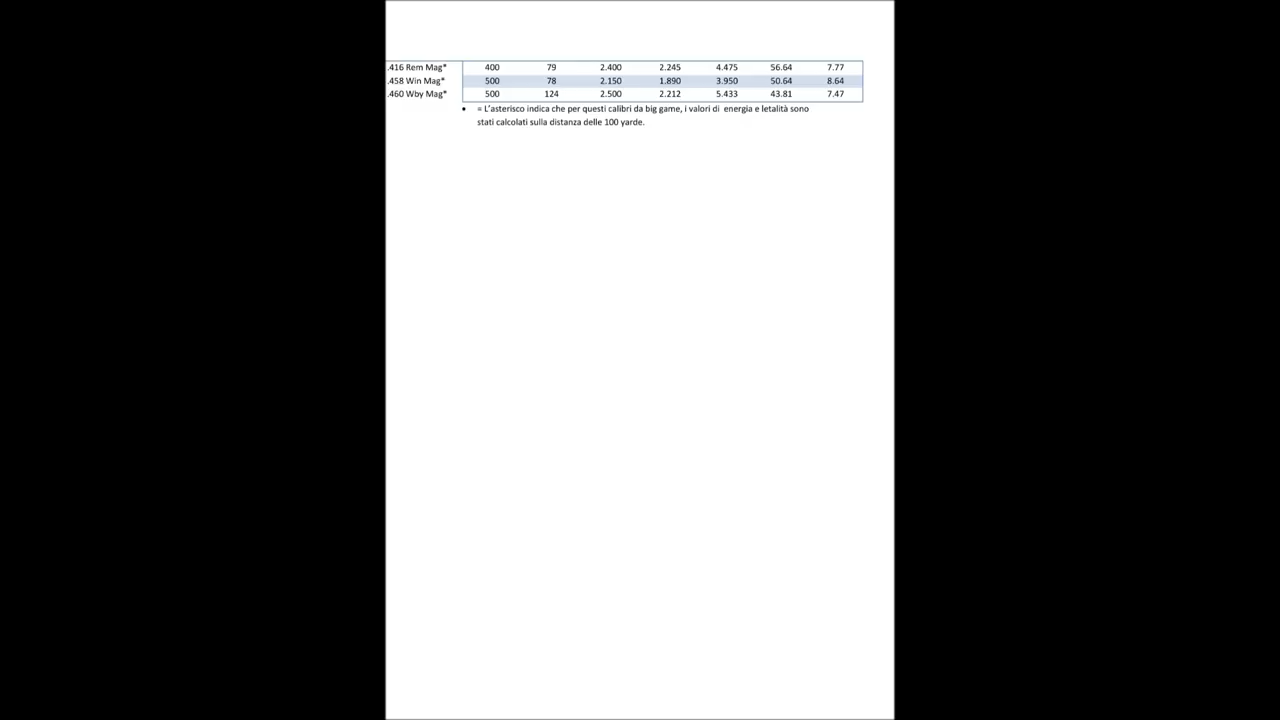 .416 Rem Mag* 400 79 2.400 2.245 4.475 56.64 7.77
.458 Win Mag* 500 78 2.150 1.890 3.950 50.64 8.64
.460 Wby Mag* 500 124 2.500 2.212 5.433 43.81 7.47
• = L'asterisco indica che per questi calibri da big game, i valori di energia e letalità sono
stati calcolati sulla distanza delle 100 yarde.